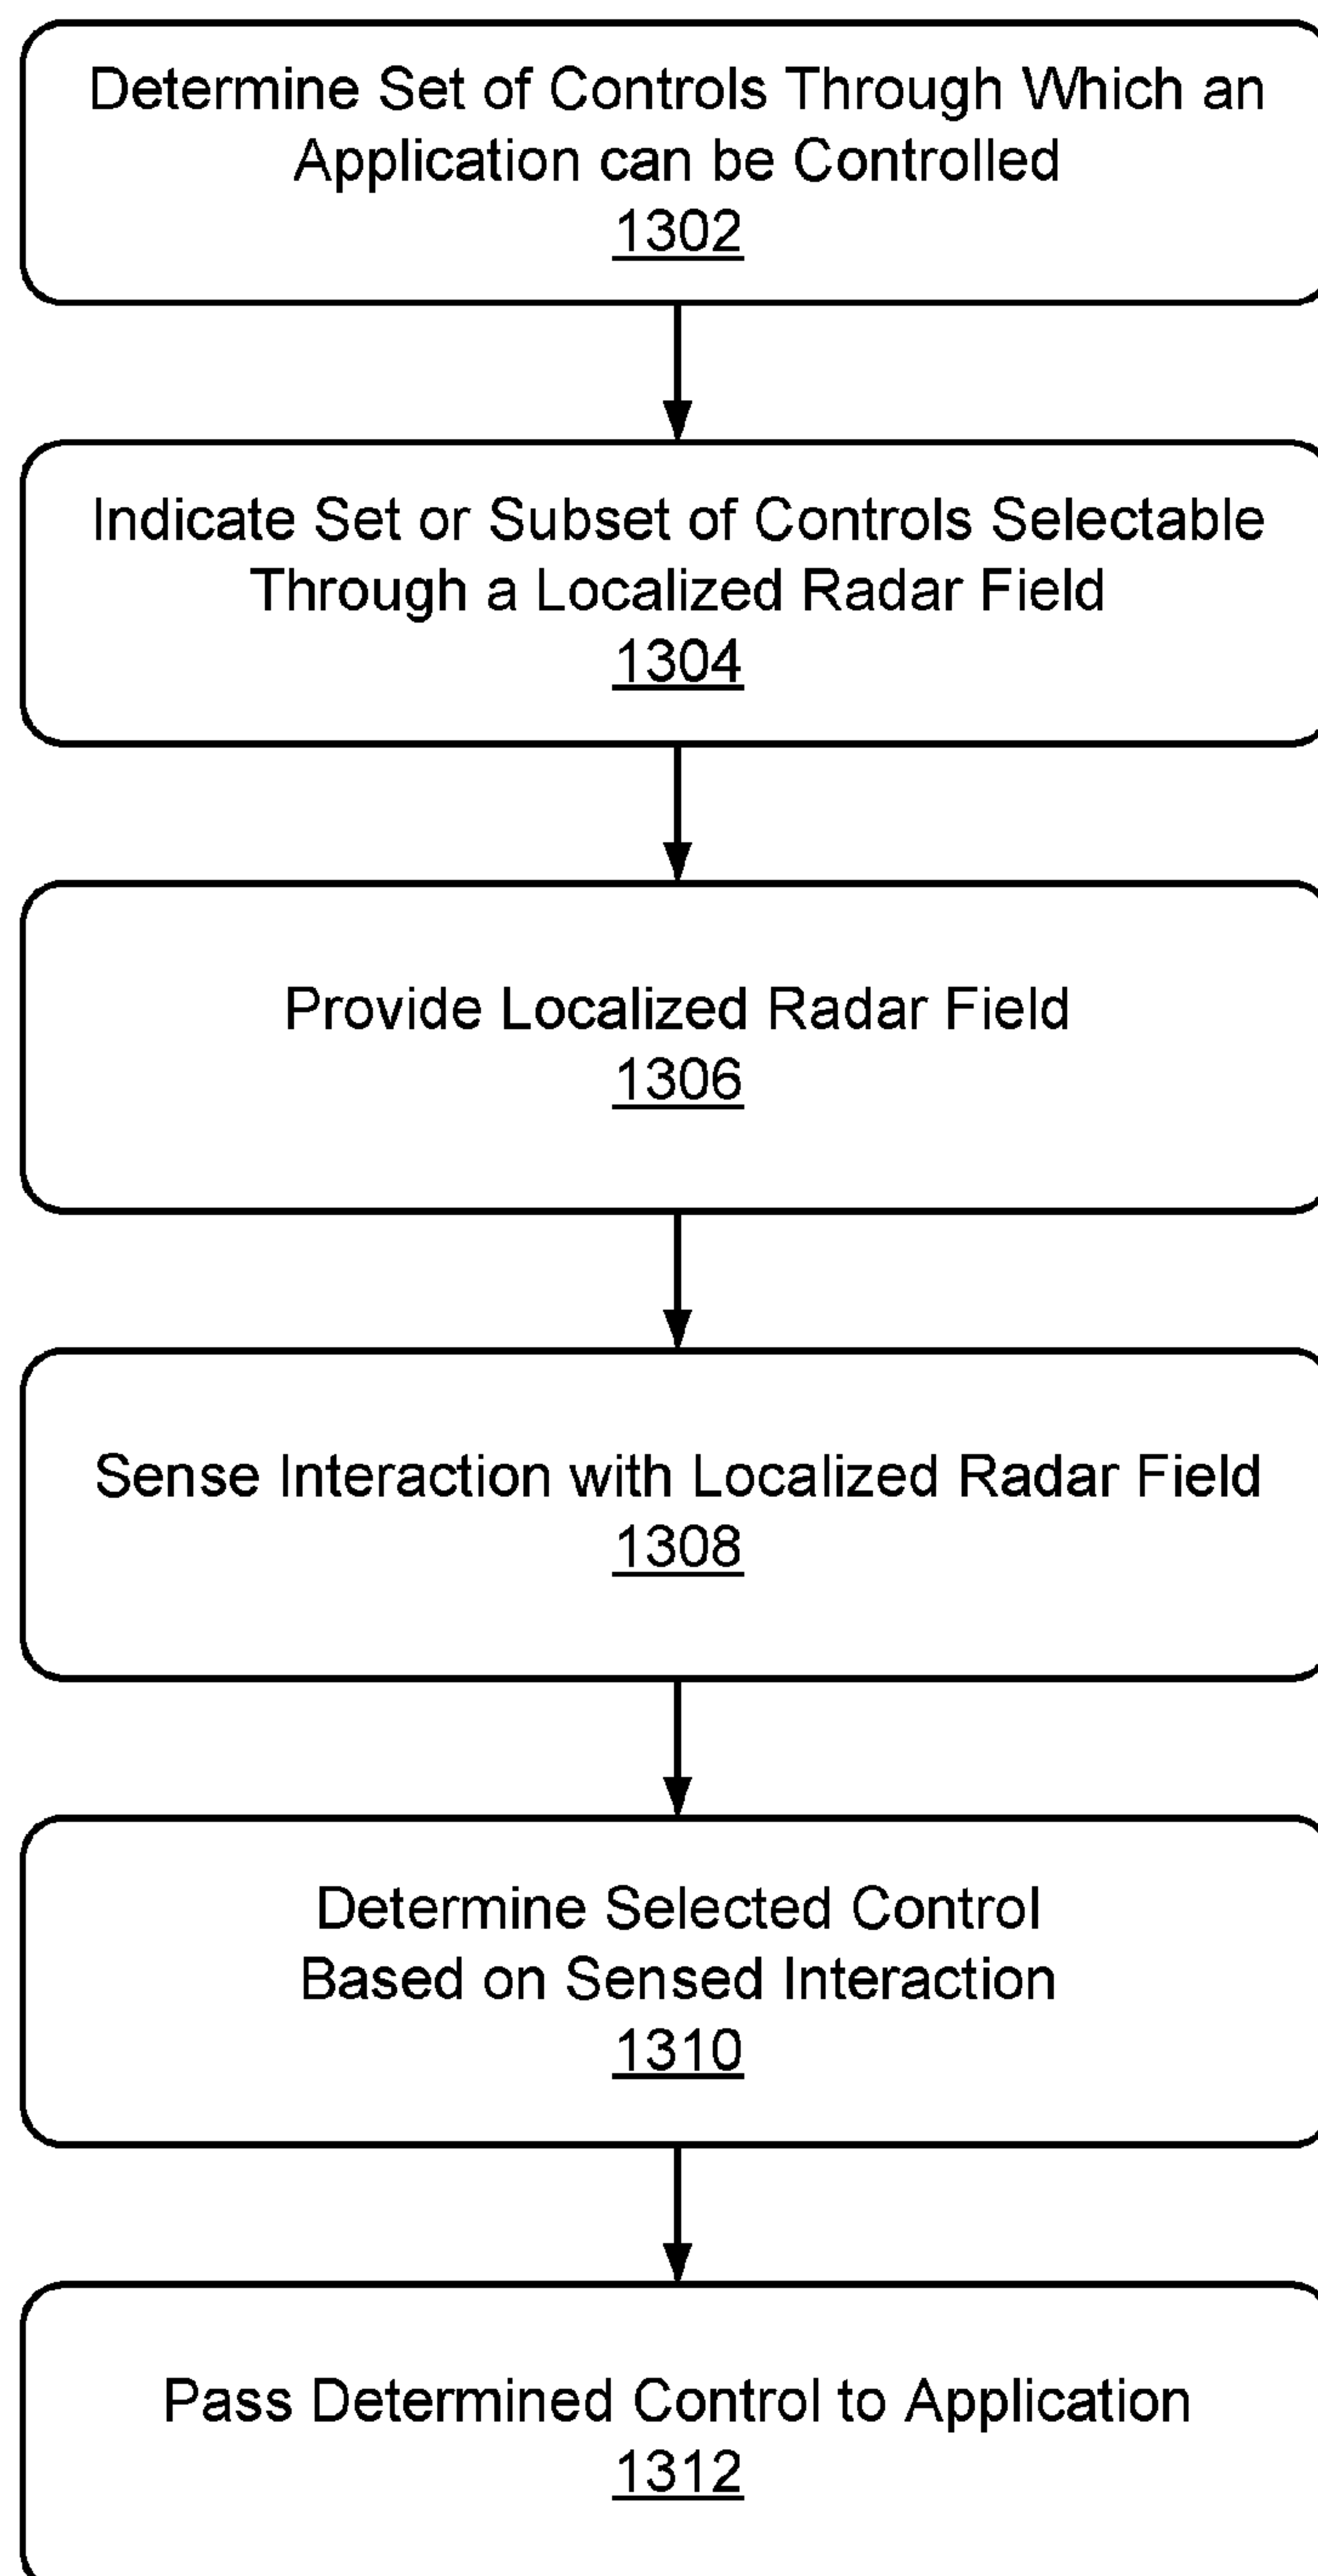 Determine Set of Controls Through Which an
Application can be Controlled
1302
Indicate Set or Subset of Controls Selectable
Through a Localized Radar Field
1304
Provide Localized Radar Field
1306
Sense Interaction with Localized Radar Field
1308
Determine Selected Control
Based on Sensed Interaction
1310
Pass Determined Control to Application
1312